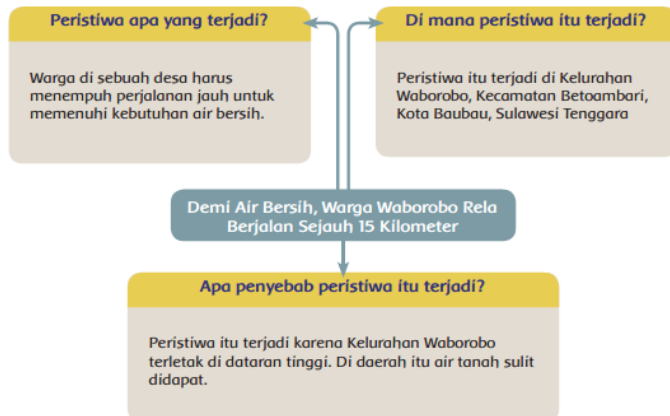 Peristiwa apa yang terjadi?
Warga di sebuah desa harus
menempuh perjalanan jauh untuk
memenuhi kebutuhan air bersih.
Di mana peristiwa itu terjadi?
Peristiwa itu terjadi di Kelurahan
Waborobo, Kecamatan Betoambari,
Kota Baubau, Sulawesi Tenggara
Demi Air Bersih, Warga Waborobo Rela
Berjalan Sejauh 15 Kilometer
Apa penyebab peristiwa itu terjadi?
Peristiwa itu terjadi karena Kelurahan Waborobo
terletak di dataran tinggi. Di daerah itu air tanah sulit
didapat.